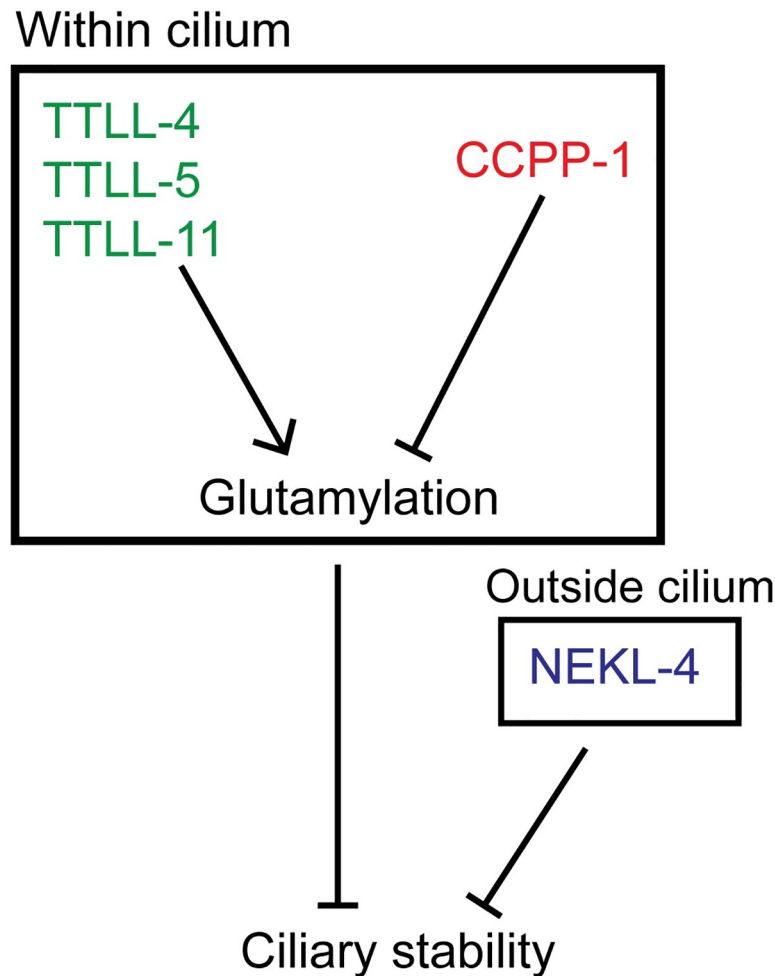 Within cilium
TTLL-4
TTLL-5
TTLL-11
CCPP-1
Glutamylation
Outside cilium
NEKL-4
Ciliary stability